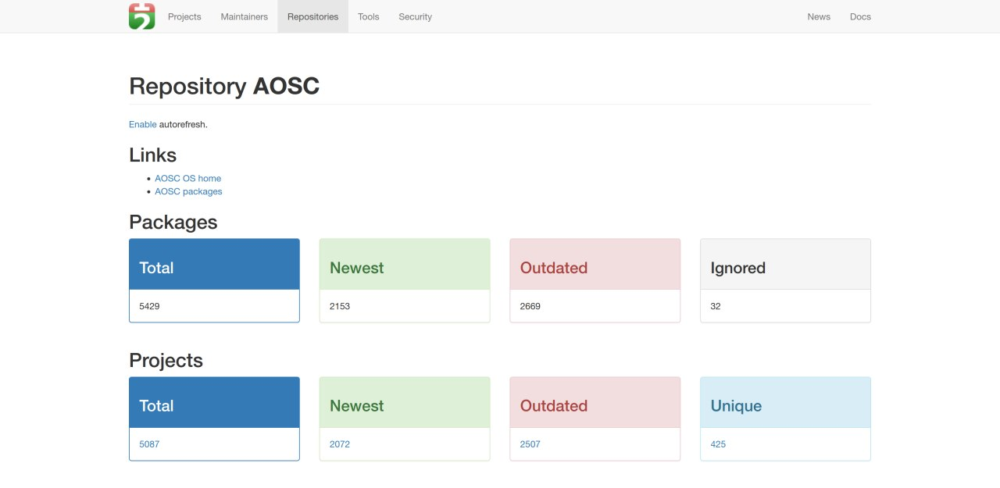 Projects Maintainers Repositories Tools Security News Docs
Repository AOSC
Enable autorefresh.
Links
AOSC OS home
AOSC packages
Packages
Total Newest Outdated Ignored
5429 2153 2669 32
Projects
Total Newest Outdated Unique
5087 2072 2507 425